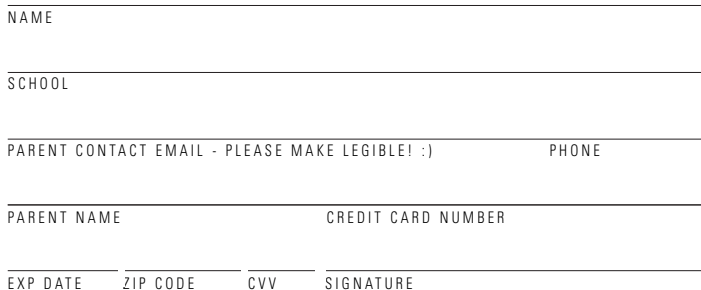 NAME
SCHOOL
PARENT CONTACT EMAIL - PLEASE MAKE LEGIBLE! :) PHONE
PARENT NAME CREDIT CARD NUMBER
EXP DATE ZIP CODE CVV SIGNATURE